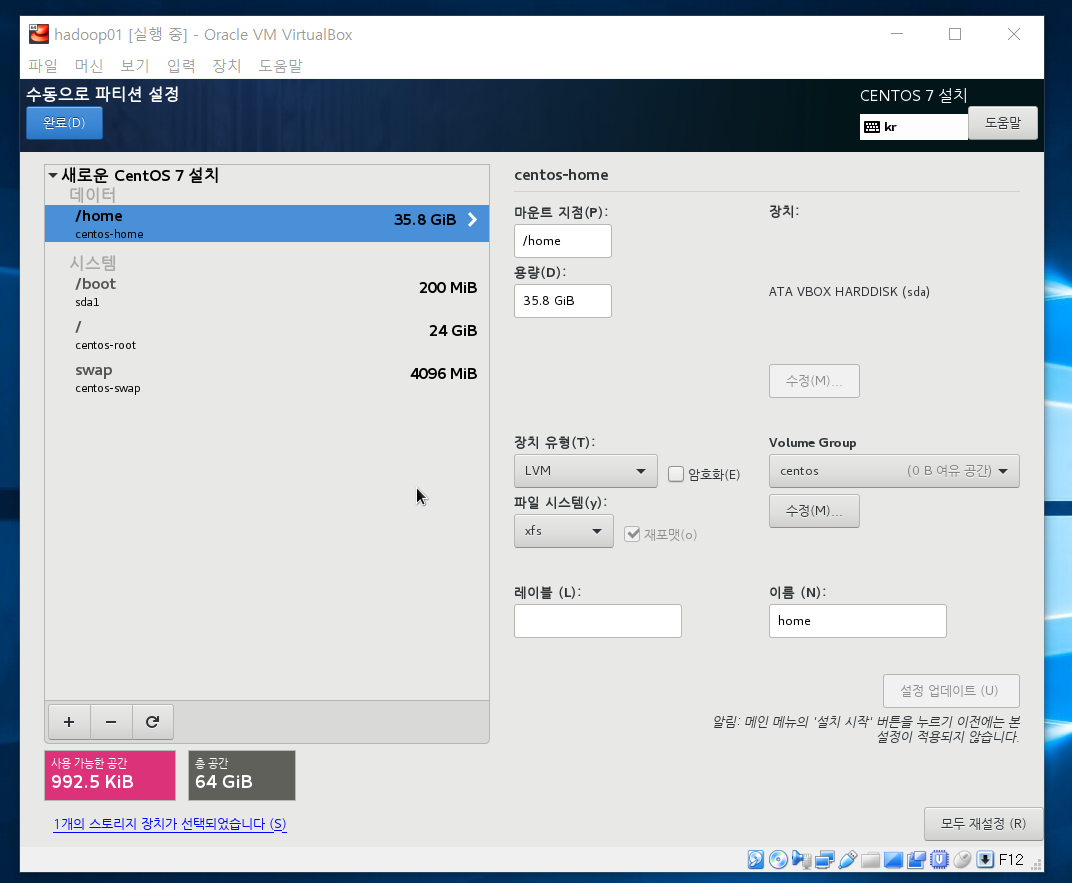 hadoop01 [실행 중] - Oracle VM VirtualBox
파일 머신 보기 입력 장치 도움말
수동으로 파티션 설정
완료(D)
CENTOS 7 설치
kr
도움말
새로운 CentOS 7 설치
데이터
/home 35.8 GiB
centos-home
시스템
/boot 200 MiB
sda1
/ 24 GiB
centos-root
swap 4096 MiB
centos-swap
+ -
사용 가능한 공간
992.5 KiB
총 공간
64 GiB
1개의 스토리지 장치가 선택되었습니다 (S)
centos-home
마운트 지점(P):
/home
용량(D):
35.8 GiB
장치:
ATA VBOX HARDDISK (sda)
수정(M)...
장치 유형(T):
LVM
암호화(E)
파일 시스템(y):
xfs
재포맷(o)
Volume Group
centos (0 B 여유 공간)
수정(M)...
레이블 (L):
이름 (N):
home
설정 업데이트 (U)
알림: 메인 메뉴의 '설치 시작' 버튼을 누르기 이전에는 본
설정이 적용되지 않습니다.
모두 재설정 (R)
F12